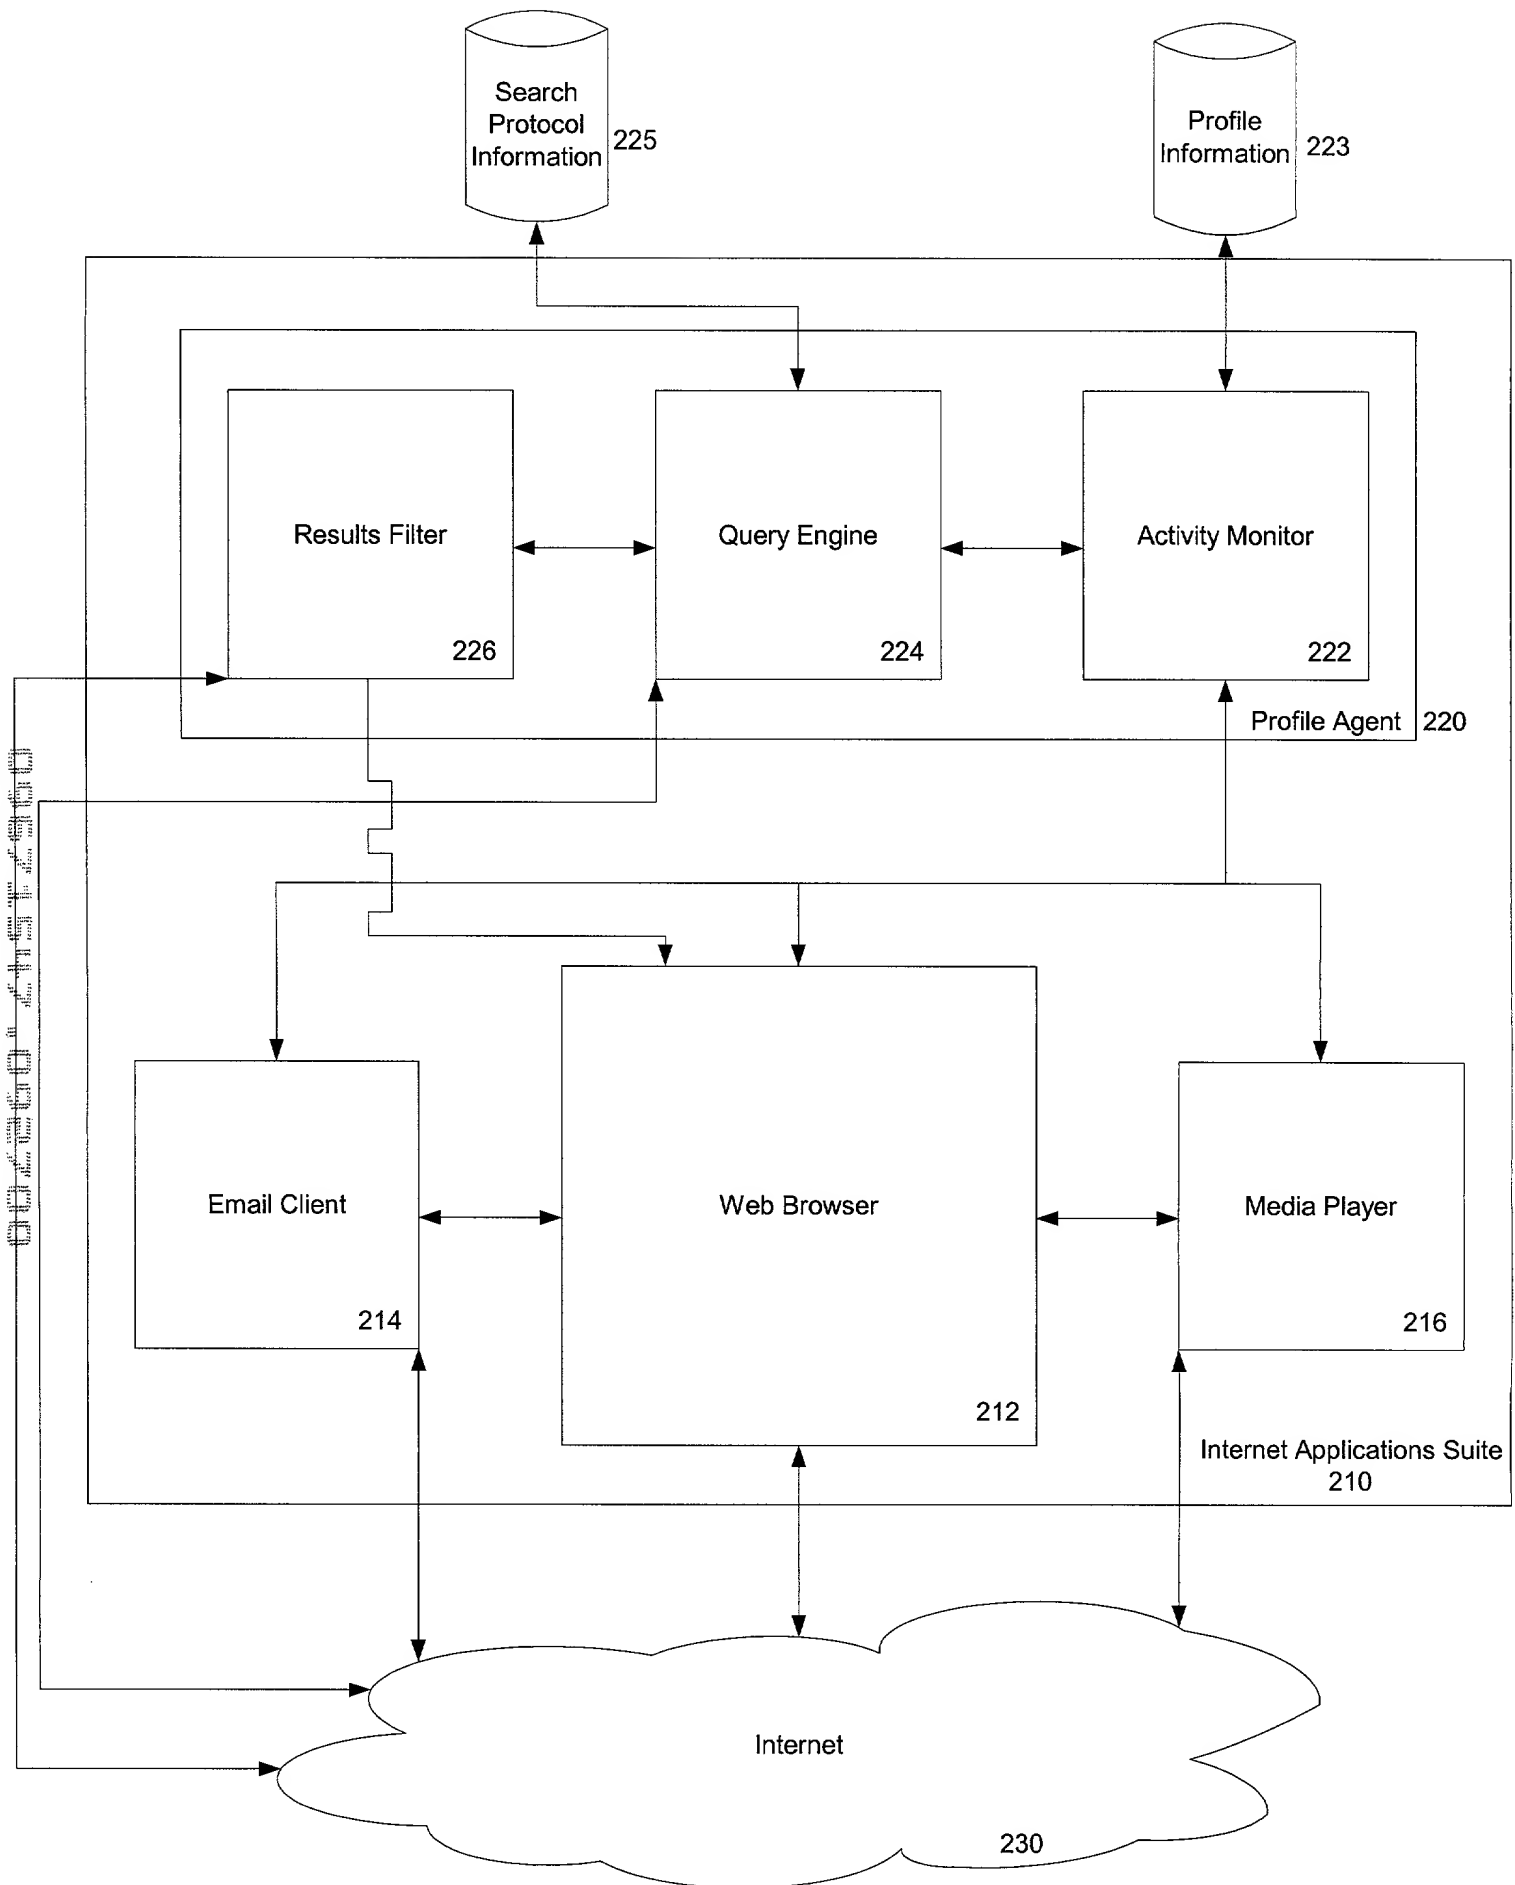 Search
Protocol
Information
225
Profile
Information
223
Results Filter
226
Query Engine
224
Activity Monitor
222
Profile Agent 220
Email Client
214
Web Browser
212
Media Player
216
Internet Applications Suite
210
Internet
230